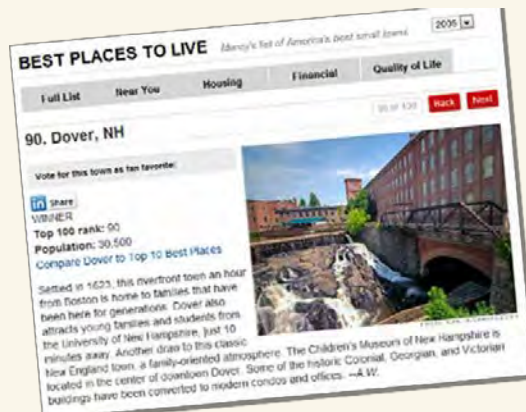 BEST PLACES TO LIVE
Money's list of America's best small towns
Full List
Near You
Housing
Financial
Quality of Life
90 of 100
Back
Next
90. Dover, NH
Vote for this town as fan favorite:
in Share
WINNER
Top 100 rank: 90
Population: 30,500
Compare Dover to Top 10 Best Places
Settled in 1623, this riverfront town an hour
from Boston is home to families that have
been here for generations. Dover also
attracts young families and students from
the University of New Hampshire, just 10
minutes away. Another draw to this classic
New England town, a family-oriented atmosphere. The Children's Museum of New Hampshire is
located in the center of downtown Dover. Some of the historic Colonial, Georgian, and Victorian
buildings have been converted to modern condos and offices. --A.W.